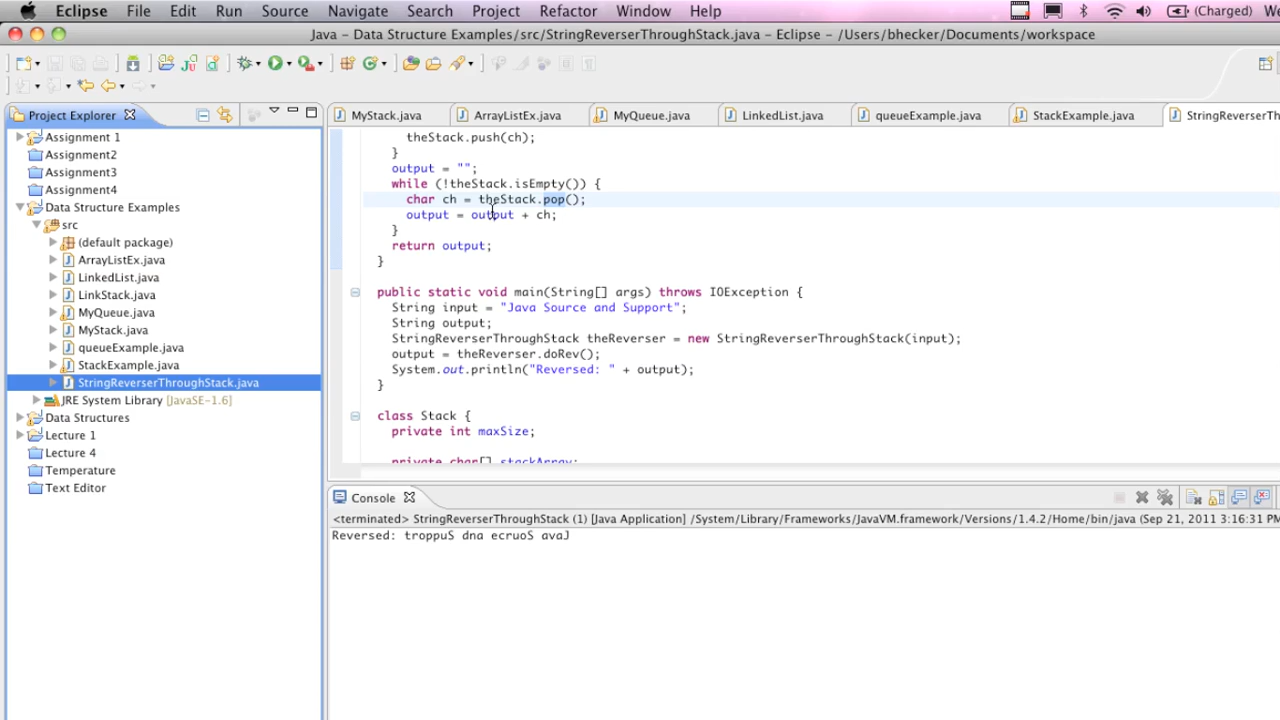 Eclipse File Edit Run Source Navigate Search Project Refactor Window Help (Charged)
Java – Data Structure Examples/src/StringReverserThroughStack.java – Eclipse – /Users/bhecker/Documents/workspace
Project Explorer
Assignment 1
Assignment2
Assignment3
Assignment4
Data Structure Examples
src
(default package)
ArrayListEx.java
LinkedList.java
LinkStack.java
MyQueue.java
MyStack.java
queueExample.java
StackExample.java
StringReverserThroughStack.java
JRE System Library [JavaSE-1.6]
Data Structures
Lecture 1
Lecture 4
Temperature
Text Editor
MyStack.java ArrayListEx.java MyQueue.java LinkedList.java queueExample.java StackExample.java StringReverserTh
theStack.push(ch);
}
output = "";
while (!theStack.isEmpty()) {
char ch = theStack.pop();
output = output + ch;
}
return output;
}
public static void main(String[] args) throws IOException {
String input = "Java Source and Support";
String output;
StringReverserThroughStack theReverser = new StringReverserThroughStack(input);
output = theReverser.doRev();
System.out.println("Reversed: " + output);
}
class Stack {
private int maxSize;
private char[] stackArray;
Console
<terminated> StringReverserThroughStack (1) [Java Application] /System/Library/Frameworks/JavaVM.framework/Versions/1.4.2/Home/bin/java (Sep 21, 2011 3:16:31 PM
Reversed: troppuS dna ecruoS avaJ